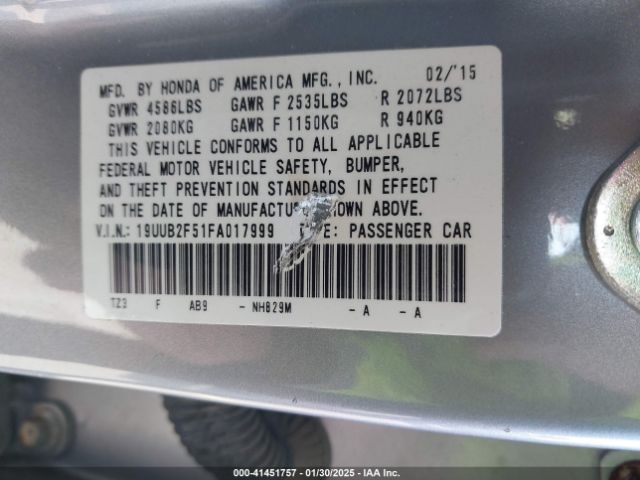 MFD. BY HONDA OF AMERICA MFG., INC. 02/'15
GVWR 4586LBS GAWR F 2535LBS R 2072LBS
GVWR 2080KG GAWR F 1150KG R 940KG
THIS VEHICLE CONFORMS TO ALL APPLICABLE
FEDERAL MOTOR VEHICLE SAFETY, BUMPER,
AND THEFT PREVENTION STANDARDS IN EFFECT
ON THE DATE OF MANUFACTU OWN ABOVE.
V.I.N.: 19UUB2F51FA017999 PE: PASSENGER CAR
TZ3 F AB9 - NH829M - A - A
000-41451757 - 01/30/2025 - IAA Inc.